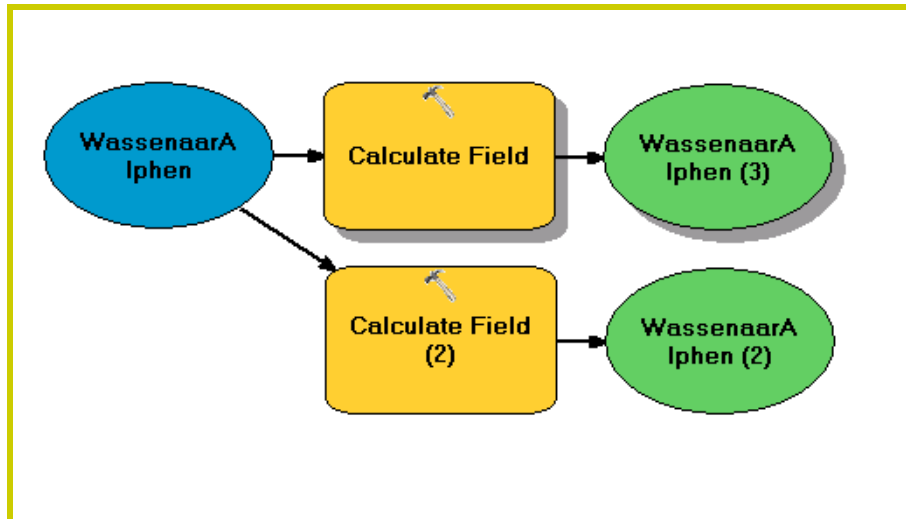 WassenaarA
lphen
Calculate Field
WassenaarA
lphen (3)
Calculate Field
(2)
WassenaarA
lphen (2)